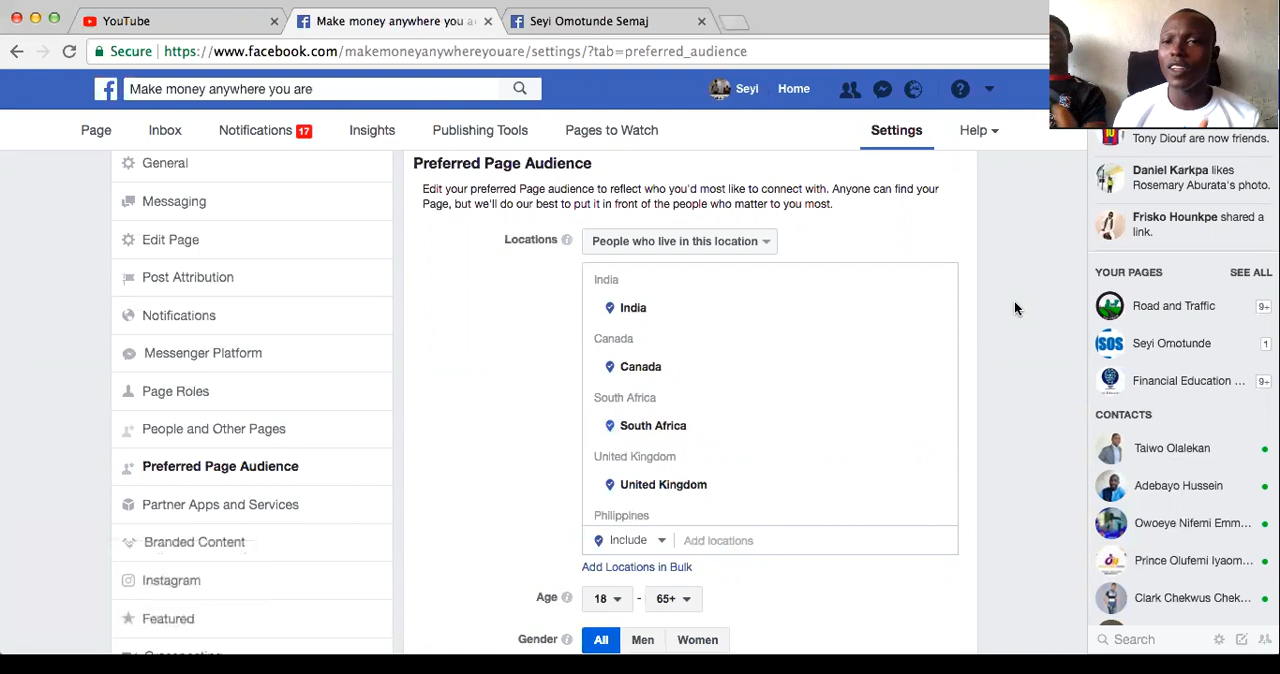 YouTube
Make money anywhere you a
Seyi Omotunde Semaj
Secure
https://www.facebook.com/makemoneyanywhereyouare/settings/?tab=preferred_audience
Make money anywhere you are
Seyi
Home
Page
Inbox
Notifications 17
Insights
Publishing Tools
Pages to Watch
Settings
Help
General
Messaging
Edit Page
Post Attribution
Notifications
Messenger Platform
Page Roles
People and Other Pages
Preferred Page Audience
Partner Apps and Services
Branded Content
Instagram
Featured
Preferred Page Audience
Edit your preferred Page audience to reflect who you'd most like to connect with. Anyone can find your
Page, but we'll do our best to put it in front of the people who matter to you most.
Locations
People who live in this location
India
India
Canada
Canada
South Africa
South Africa
United Kingdom
United Kingdom
Philippines
Include
Add locations
Add Locations in Bulk
Age
18 - 65+
Gender
All
Men
Women
Tony Diouf are now friends.
Daniel Karkpa likes
Rosemary Aburata's photo.
Frisko Hounkpe shared a
link.
YOUR PAGES
SEE ALL
Road and Traffic
9+
SOS
Seyi Omotunde
1
Financial Education ...
9+
CONTACTS
Taiwo Olalekan
Adebayo Hussein
Owoeye Nifemi Emm...
Prince Olufemi Iyaom...
Clark Chekwus Chek...
Search